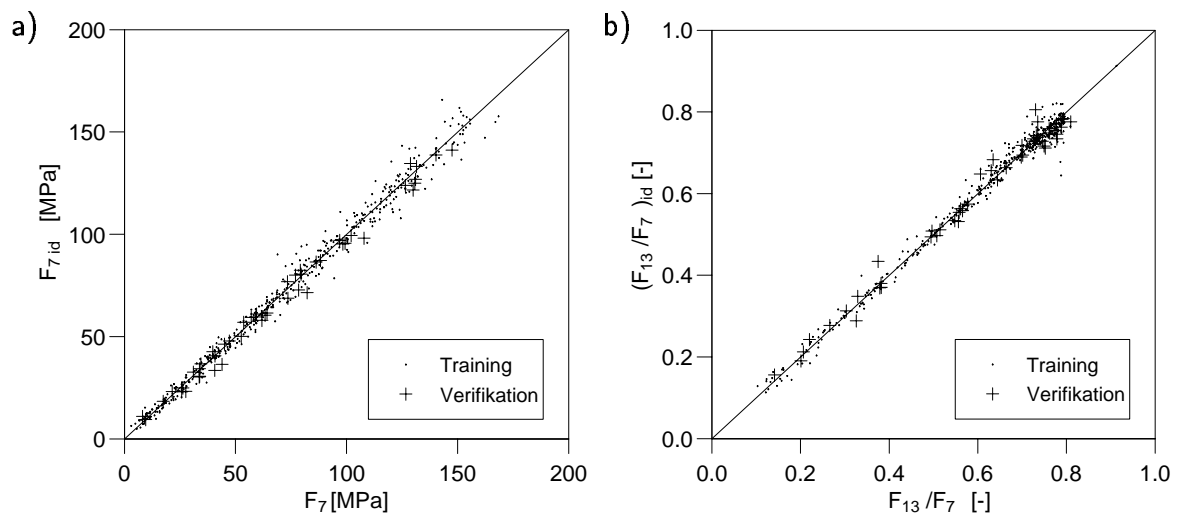 a)
200
150
100
50
0
F7 id [MPa]
0 50 100 150 200
F7 [MPa]
Training
Verifikation
b)
1.0
0.8
0.6
0.4
0.2
0.0
(F13 /F7 )id [-]
0.0 0.2 0.4 0.6 0.8 1.0
F13 /F7 [-]
Training
Verifikation